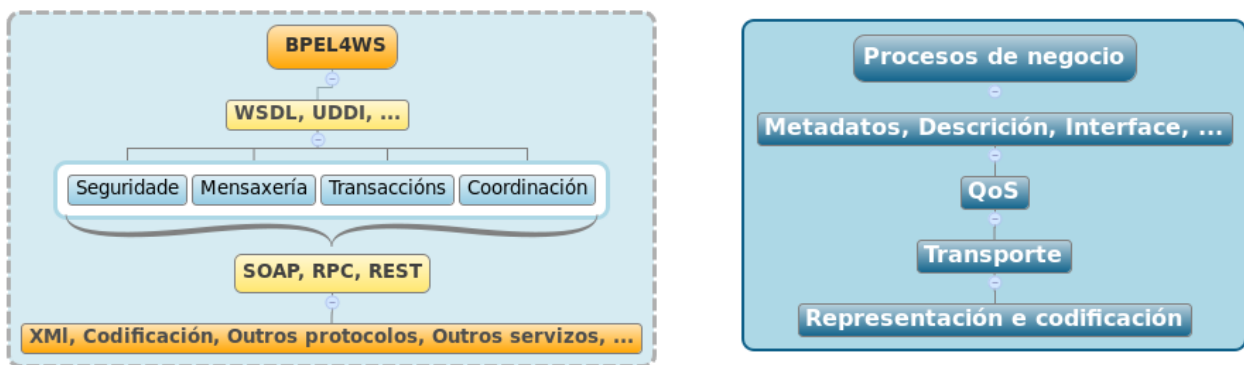 BPEL4WS
WSDL, UDDI, ...
Seguridade
Mensaxería
Transaccións
Coordinación
SOAP, RPC, REST
XMl, Codificación, Outros protocolos, Outros servizos, ...
Procesos de negocio
Metadatos, Descrición, Interface, ...
QoS
Transporte
Representación e codificación